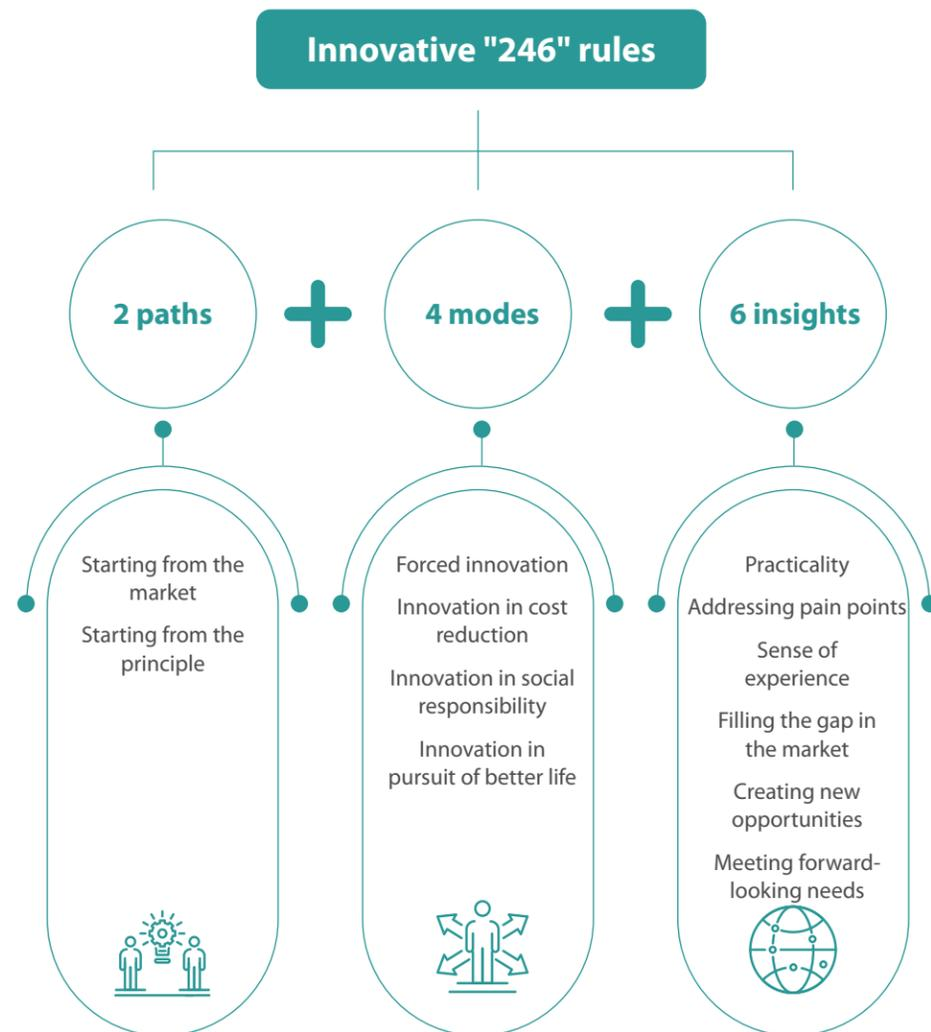 Innovative "246" rules
2 paths
4 modes
6 insights
Starting from the
market
Starting from the
principle
Forced innovation
Innovation in cost
reduction
Innovation in social
responsibility
Innovation in
pursuit of better life
Practicality
Addressing pain points
Sense of
experience
Filling the gap in
the market
Creating new
opportunities
Meeting forward-
looking needs